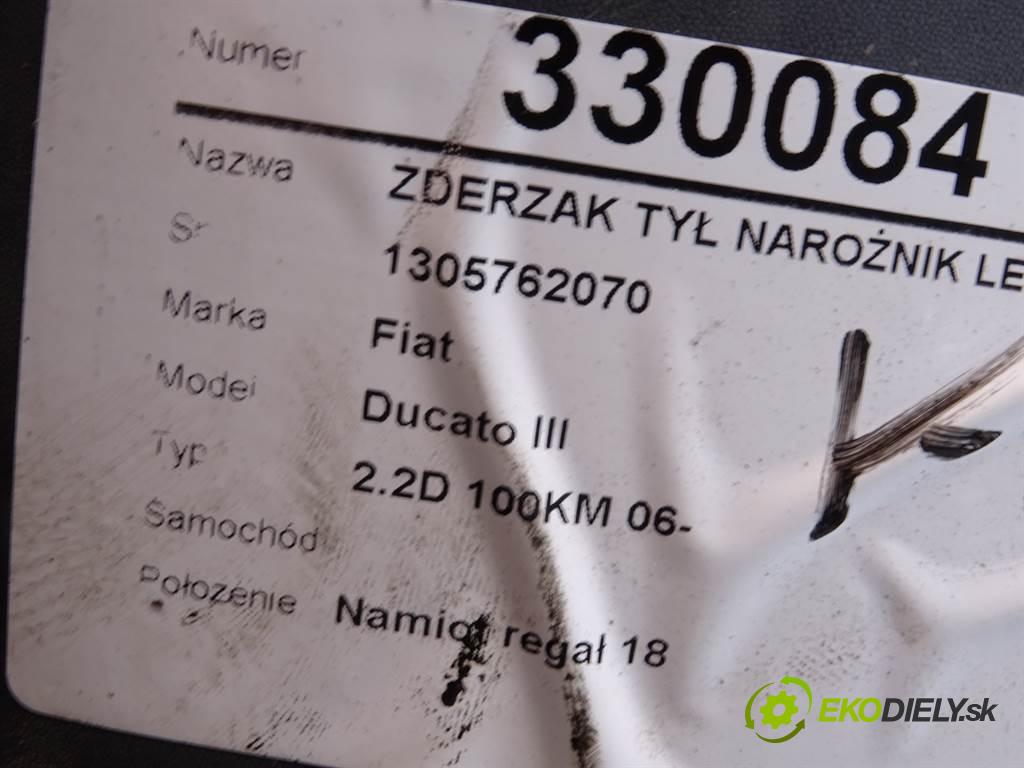 Numer 330084
Nazwa ZDERZAK TYŁ NAROŻNIK LE
1305762070
Marka Fiat
Model Ducato III
Typ 2.2D 100KM 06-
Samochód
Położenie Namiot regał 18
EKODIELY.sk